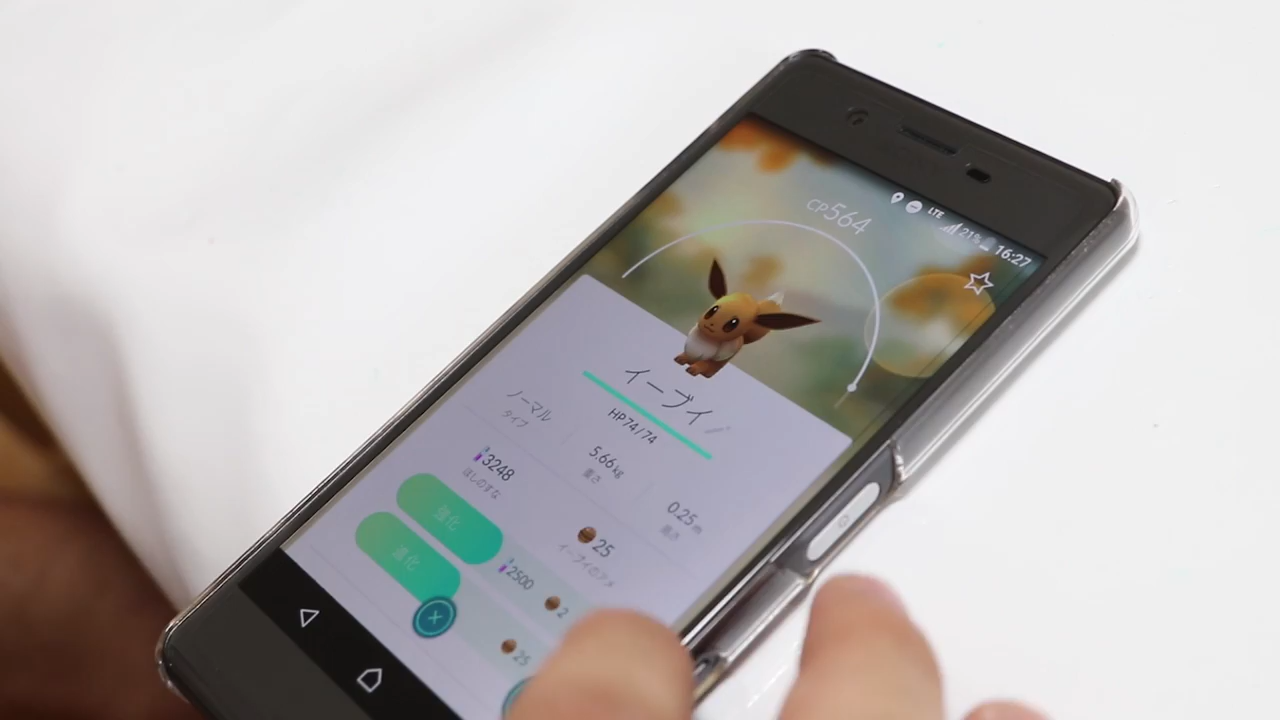 LTE 21% 16:27
CP564
イーブイ
HP74/74
ノーマル
タイプ
5.66kg
重さ
0.25m
高さ
3248
ほしのすな
25
イーブイのアメ
強化
2500
2
進化
25